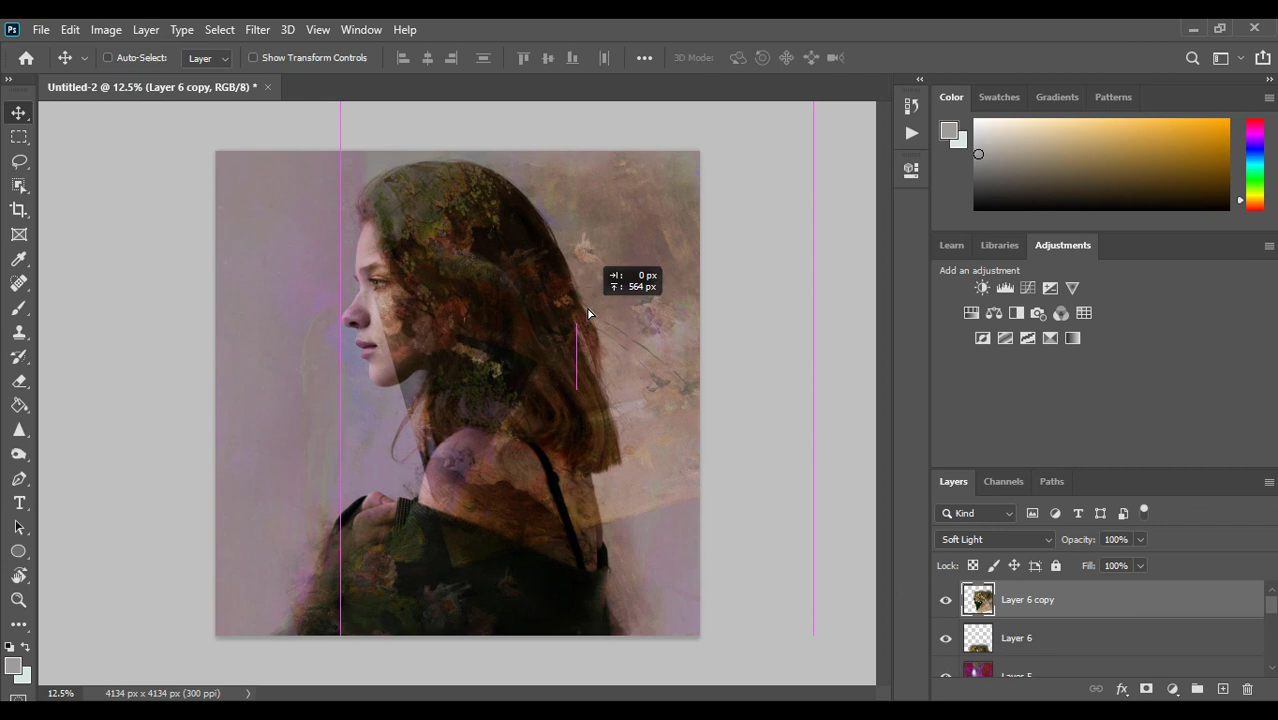 Ps File Edit Image Layer Type Select Filter 3D View Window Help
Auto-Select: Layer Show Transform Controls ••• 3D Mode:
Untitled-2 @ 12.5% (Layer 6 copy, RGB/8) * ×
Color Swatches Gradients Patterns
Learn Libraries Adjustments
Add an adjustment
0 px
564 px
Layers Channels Paths
Kind
Soft Light Opacity: 100%
Lock: Fill: 100%
Layer 6 copy
Layer 6
Layer 5
12.5% 4134 px x 4134 px (300 ppi)